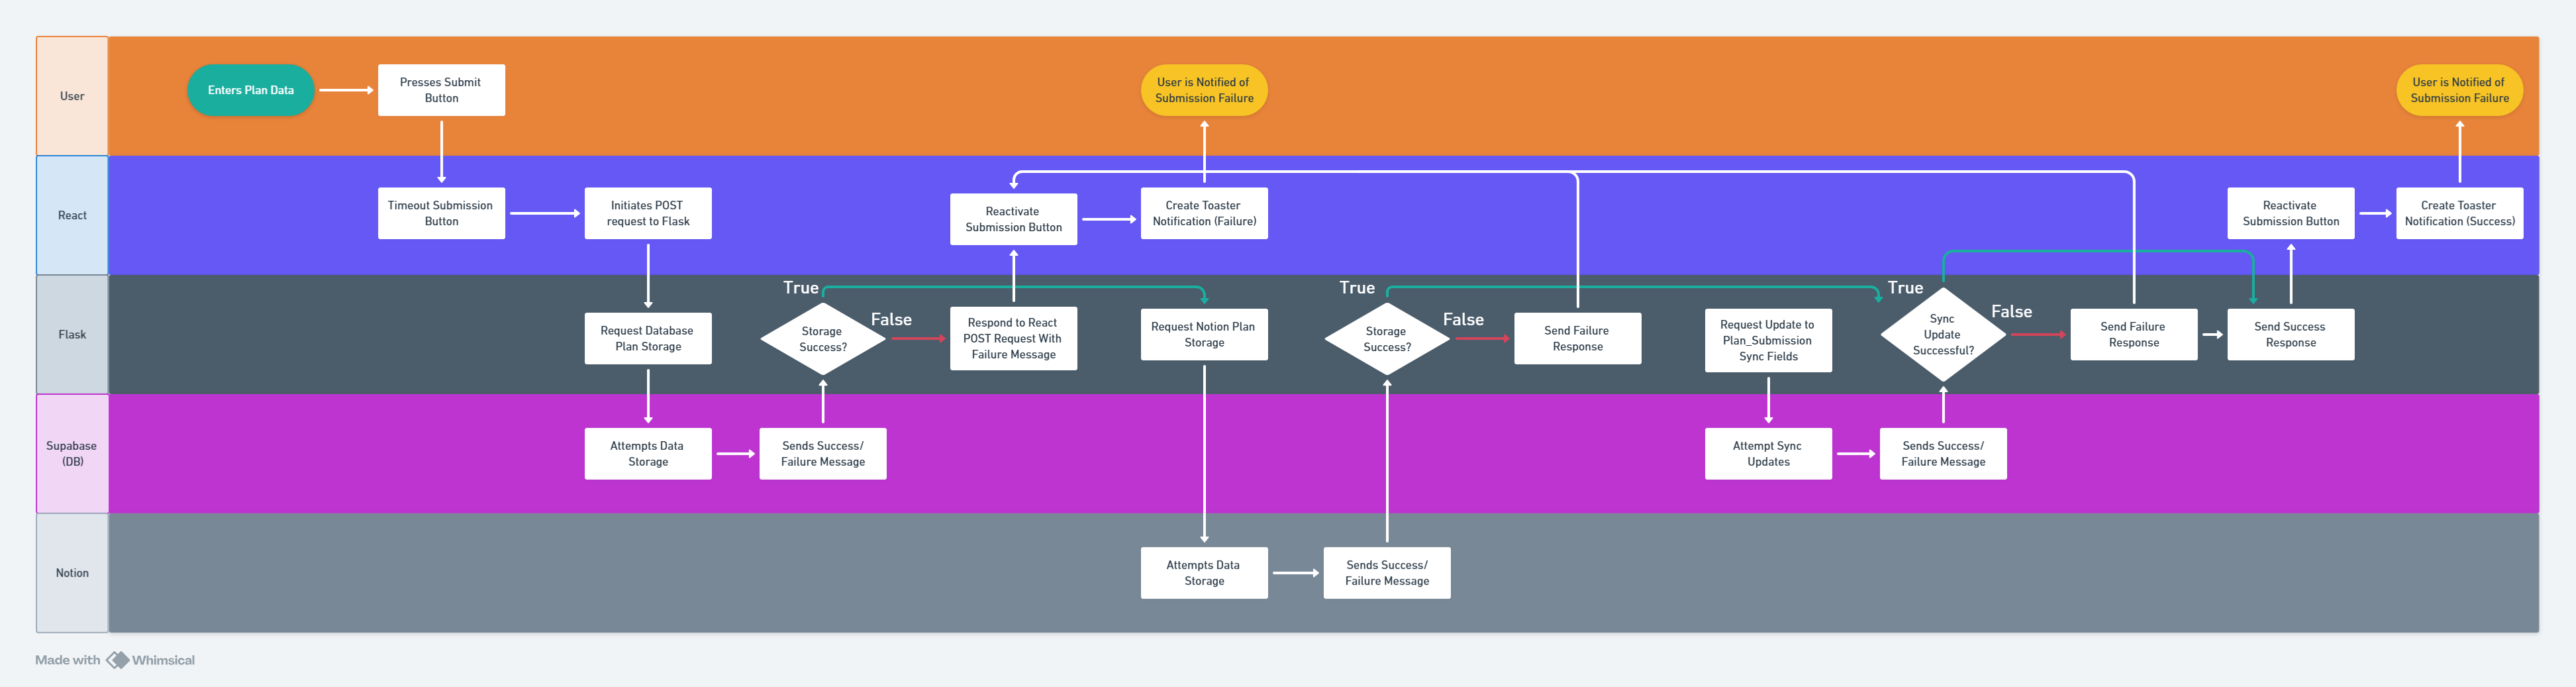 User
Enters Plan Data
Presses Submit
Button
User is Notified of
Submission Failure
User is Notified of
Submission Failure
React
Timeout Submission
Button
Initiates POST
request to Flask
Reactivate
Submission Button
Create Toaster
Notification (Failure)
Reactivate
Submission Button
Create Toaster
Notification (Success)
Flask
Request Database
Plan Storage
True
Storage
Success?
False
Respond to React
POST Request With
Failure Message
Request Notion Plan
Storage
True
Storage
Success?
False
Send Failure
Response
Request Update to
Plan_Submission
Sync Fields
True
Sync
Update
Successful?
False
Send Failure
Response
Send Success
Response
Supabase
(DB)
Attempts Data
Storage
Sends Success/
Failure Message
Attempt Sync
Updates
Sends Success/
Failure Message
Notion
Attempts Data
Storage
Sends Success/
Failure Message
Made with Whimsical